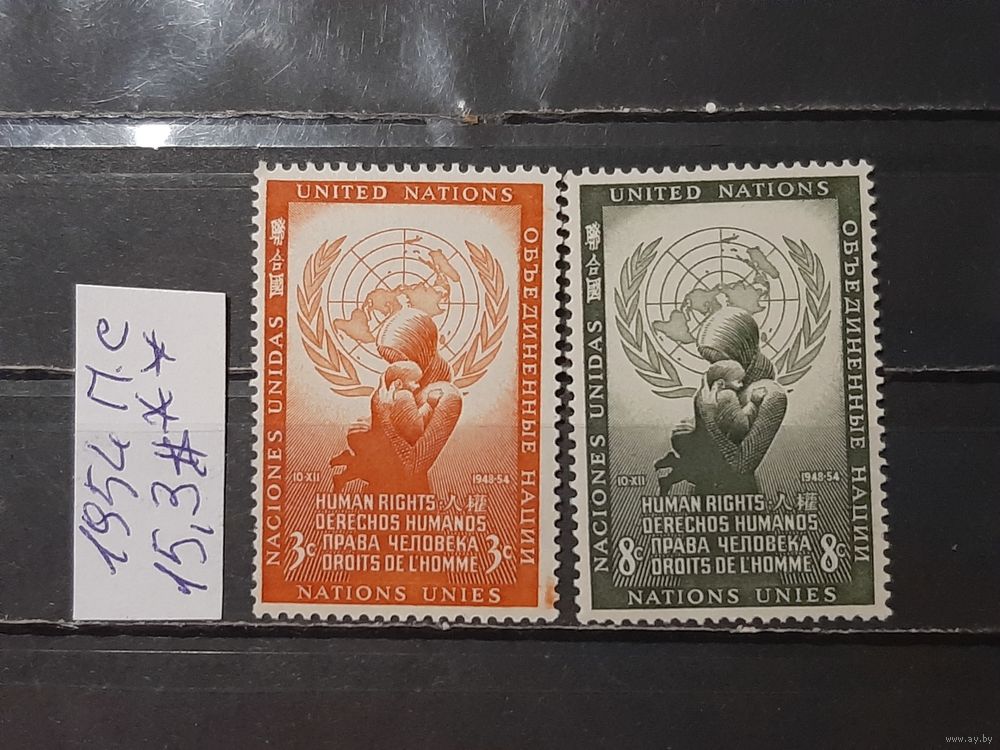 1954 П.С
15,3 # **
UNITED NATIONS
聯合國
NACIONES UNIDAS
ОБЪЕДИНЕННЫЕ НАЦИИ
10·XII
1948-54
HUMAN RIGHTS·人權
DERECHOS HUMANOS
ПРАВА ЧЕЛОВЕКА
DROITS DE L'HOMME
3c
3c
NATIONS UNIES
UNITED NATIONS
聯合國
NACIONES UNIDAS
ОБЪЕДИНЕННЫЕ НАЦИИ
10·XII
1948-54
HUMAN RIGHTS·人權
DERECHOS HUMANOS
ПРАВА ЧЕЛОВЕКА
DROITS DE L'HOMME
8c
8c
NATIONS UNIES
www.ay.by